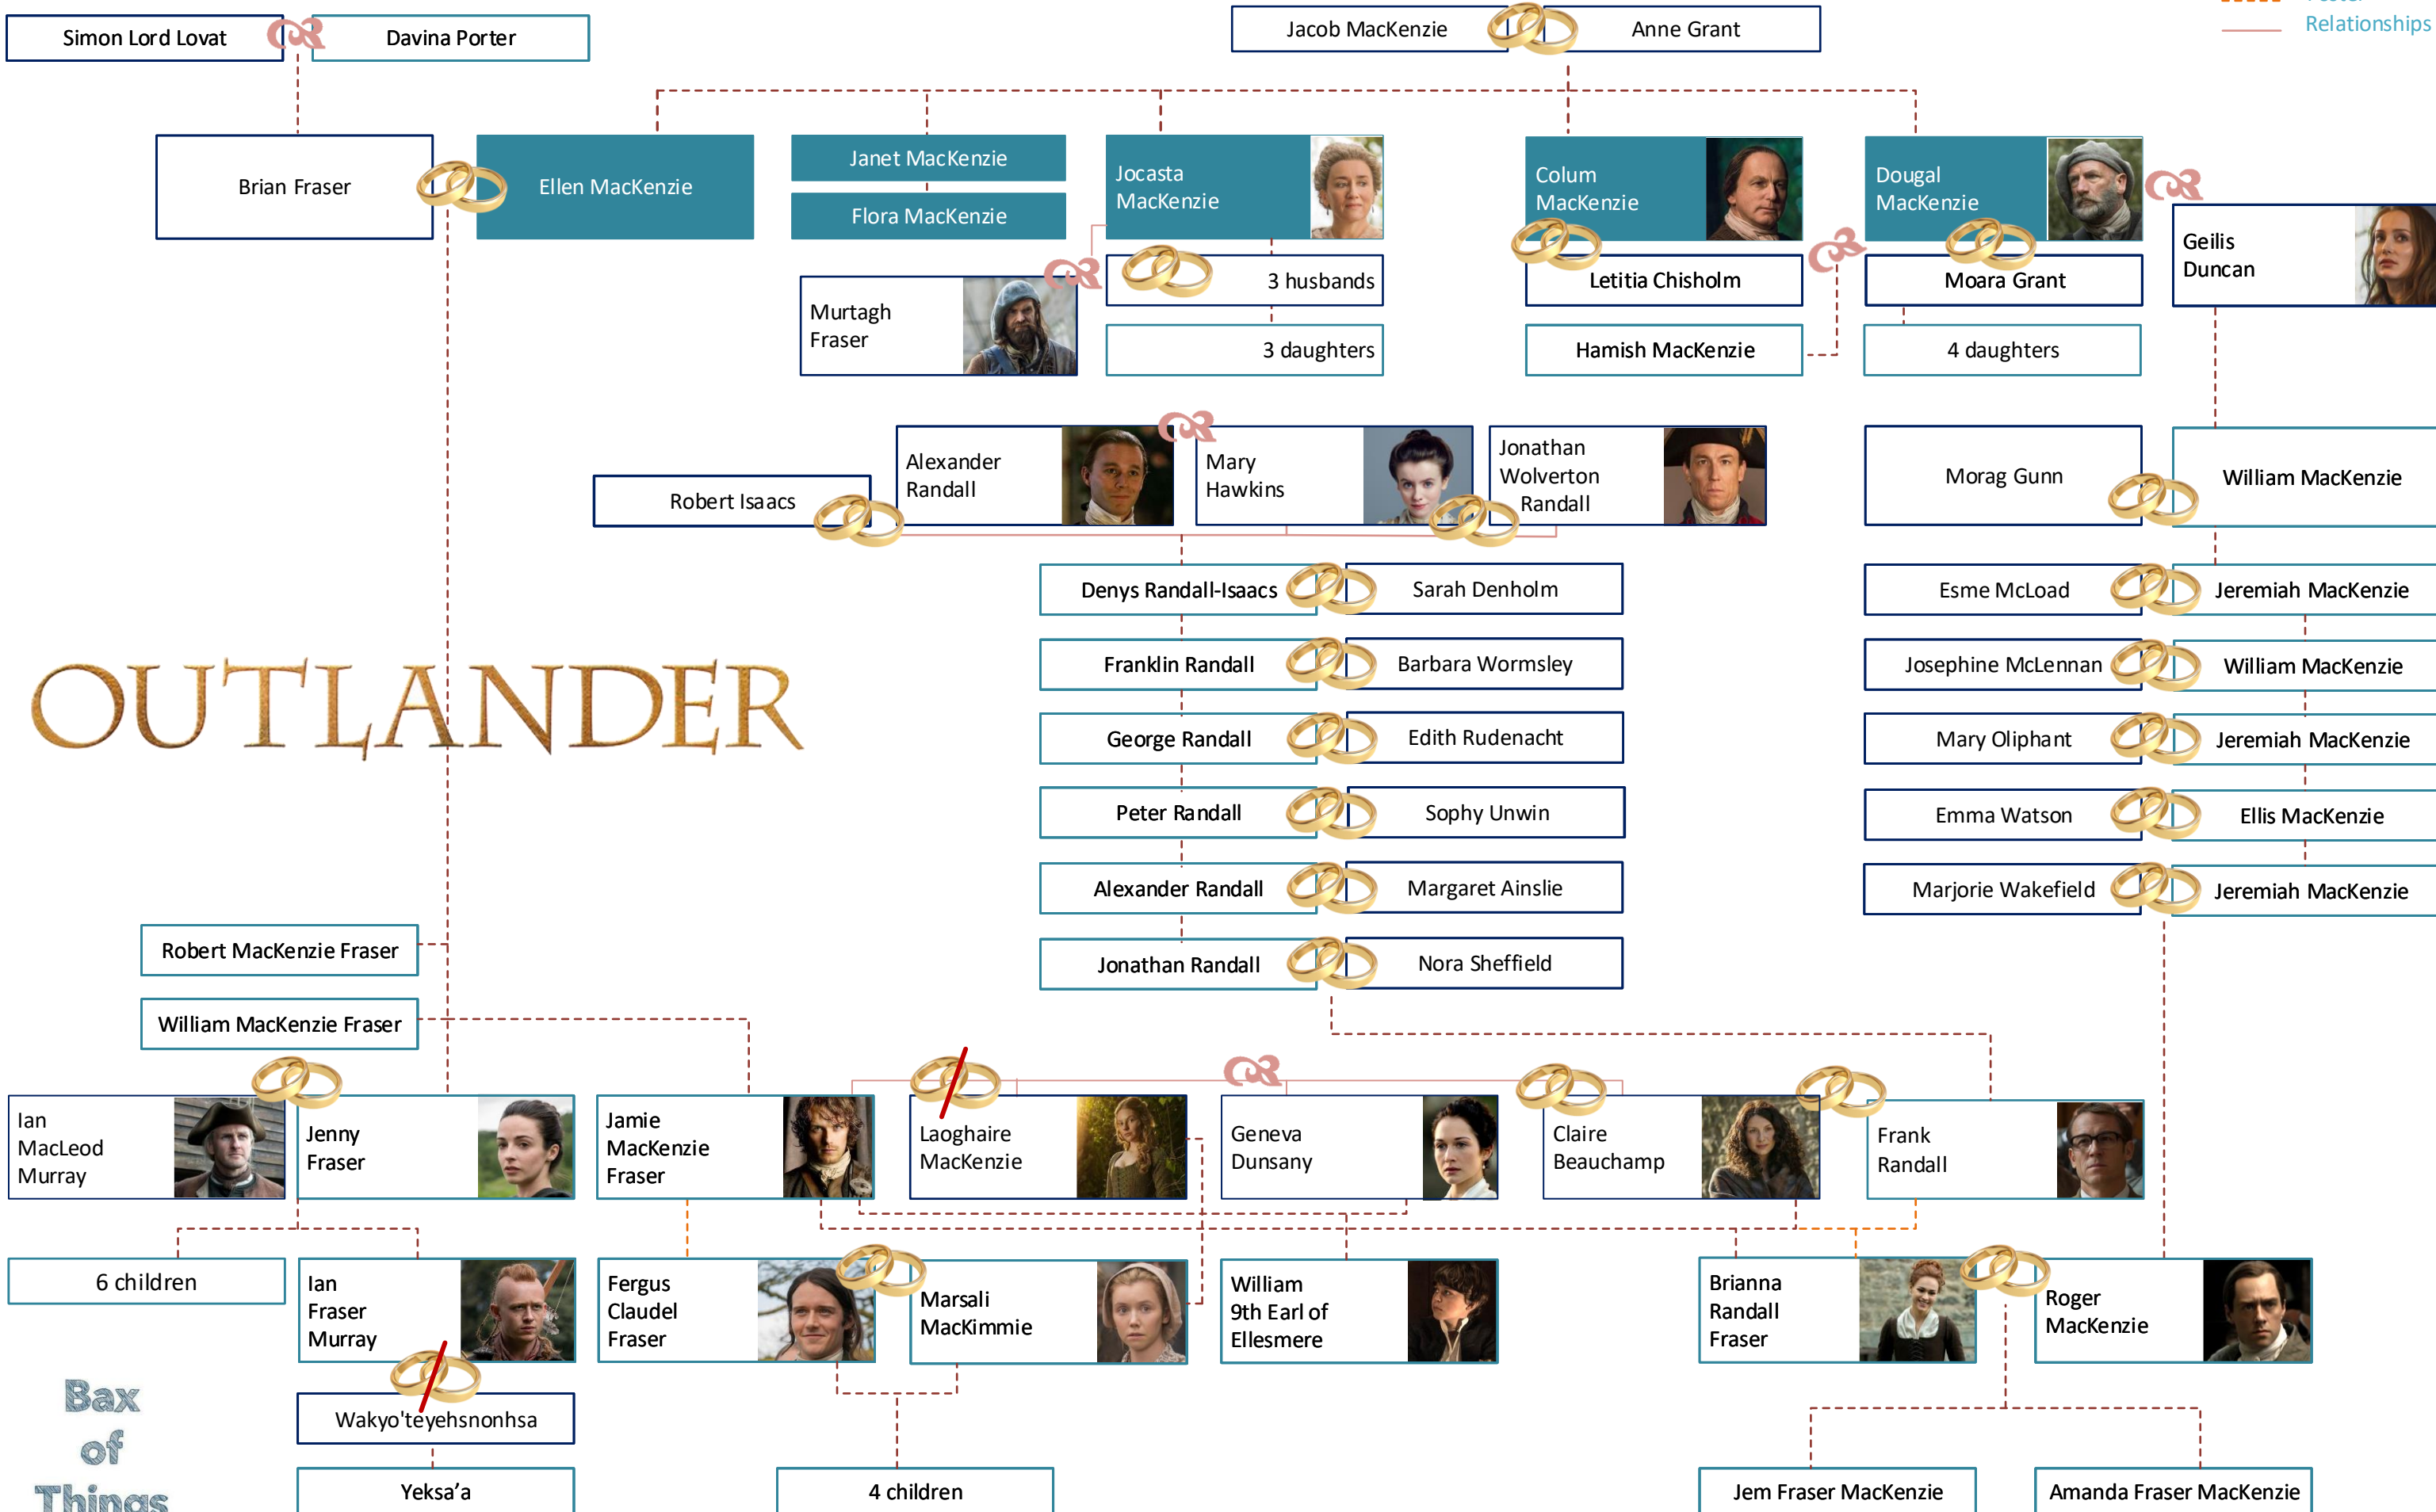 Foster
Relationships
Simon Lord Lovat
Davina Porter
Jacob MacKenzie
Anne Grant
Brian Fraser
Ellen MacKenzie
Janet MacKenzie
Flora MacKenzie
Jocasta
MacKenzie
Colum
MacKenzie
Dougal
MacKenzie
Geilis
Duncan
Murtagh
Fraser
3 husbands
3 daughters
Letitia Chisholm
Hamish MacKenzie
Moara Grant
4 daughters
Robert Isaacs
Alexander
Randall
Mary
Hawkins
Jonathan
Wolverton
Randall
Morag Gunn
William MacKenzie
Denys Randall-Isaacs
Sarah Denholm
Esme McLoad
Jeremiah MacKenzie
Franklin Randall
Barbara Wormsley
Josephine McLennan
William MacKenzie
OUTLANDER
George Randall
Edith Rudenacht
Mary Oliphant
Jeremiah MacKenzie
Peter Randall
Sophy Unwin
Emma Watson
Ellis MacKenzie
Alexander Randall
Margaret Ainslie
Marjorie Wakefield
Jeremiah MacKenzie
Robert MacKenzie Fraser
Jonathan Randall
Nora Sheffield
William MacKenzie Fraser
Ian
MacLeod
Murray
Jenny
Fraser
Jamie
MacKenzie
Fraser
Laoghaire
MacKenzie
Geneva
Dunsany
Claire
Beauchamp
Frank
Randall
6 children
Ian
Fraser
Murray
Fergus
Claudel
Fraser
Marsali
MacKimmie
William
9th Earl of
Ellesmere
Brianna
Randall
Fraser
Roger
MacKenzie
Wakyo'teyehsnonhsa
Yeksa’a
4 children
Jem Fraser MacKenzie
Amanda Fraser MacKenzie
Bax
of
Things